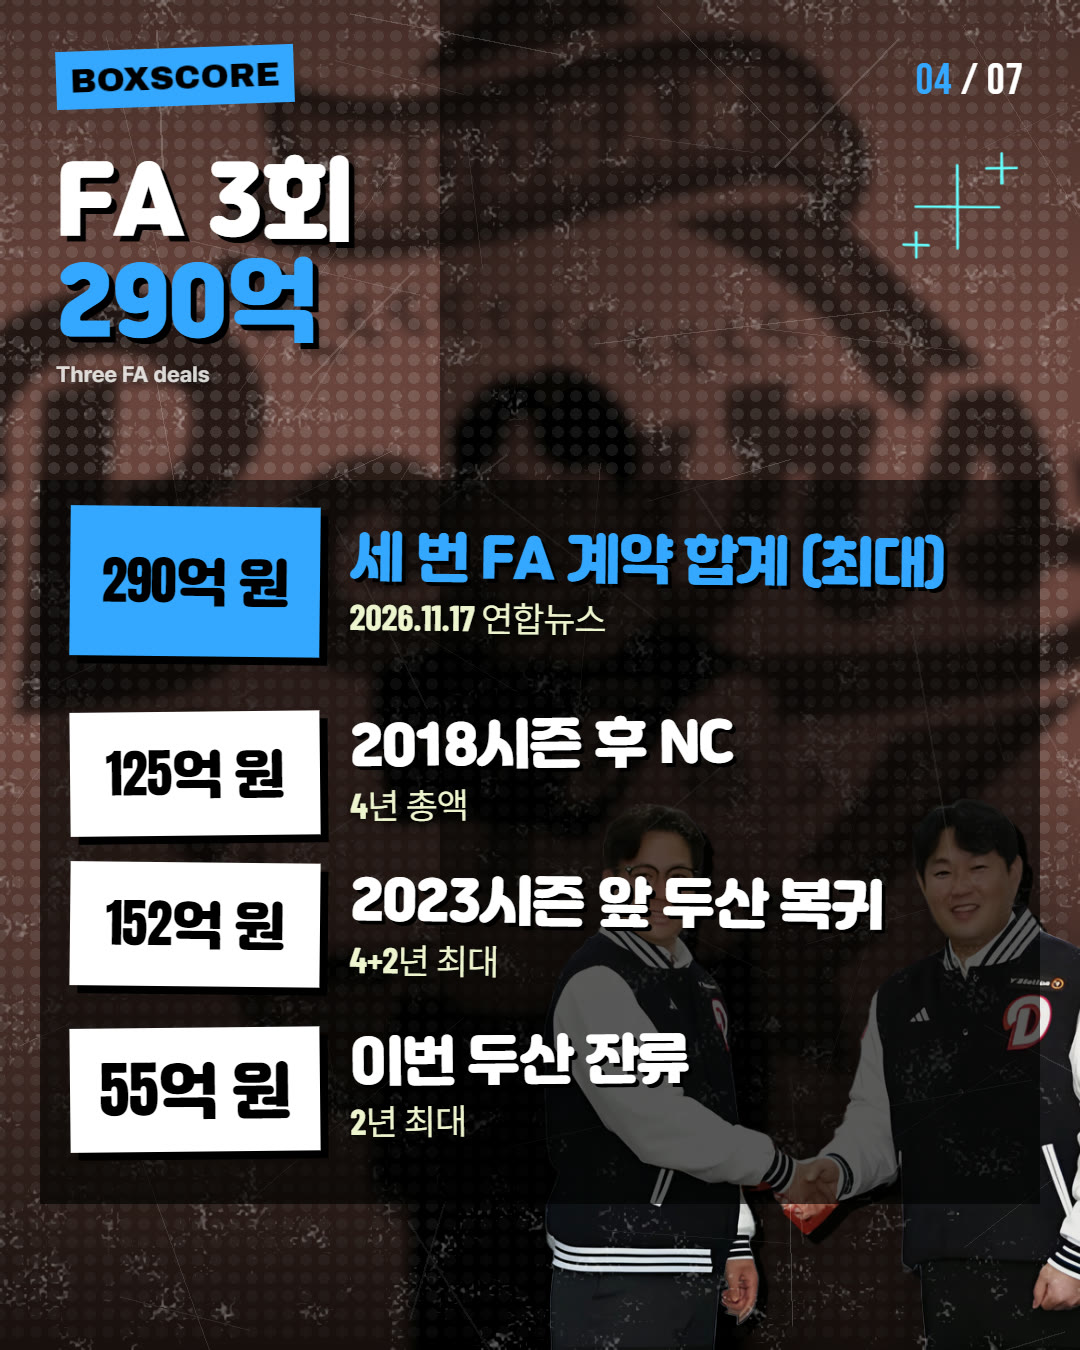 BOXSCORE
04 / 07
FA 3회
290억
Three FA deals
290억 원
세 번 FA 계약 합계 (최대)
2026.11.17 연합뉴스
125억 원
2018시즌 후 NC
4년 총액
152억 원
2023시즌 앞 두산 복귀
4+2년 최대
55억 원
이번 두산 잔류
2년 최대
D